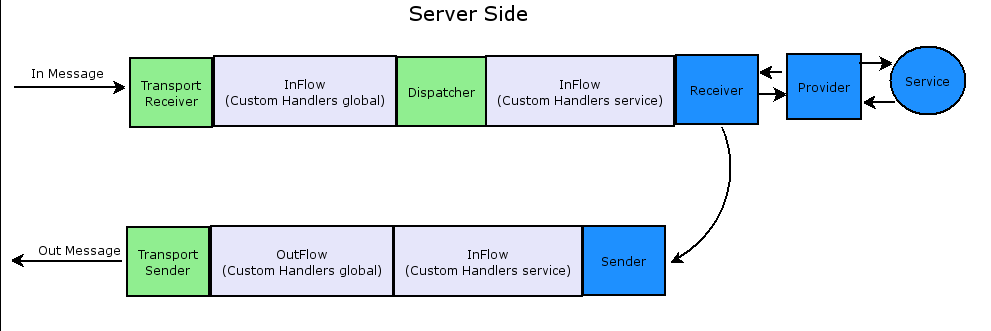 Server Side
In Message
Transport
Receiver
InFlow
(Custom Handlers global)
Dispatcher
InFlow
(Custom Handlers service)
Receiver
Provider
Service
Out Message
Transport
Sender
OutFlow
(Custom Handlers global)
InFlow
(Custom Handlers service)
Sender